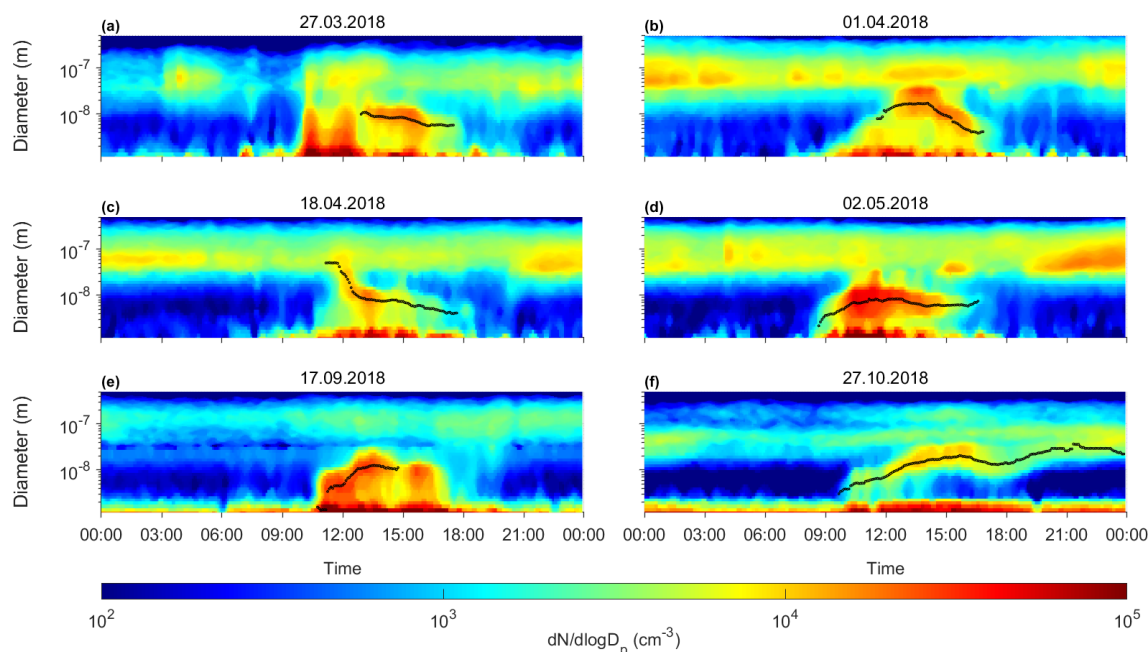 (a) 27.03.2018
(b) 01.04.2018
Diameter (m)
10⁻⁷
10⁻⁸
Diameter (m)
(c) 18.04.2018
(d) 02.05.2018
Diameter (m)
10⁻⁷
10⁻⁸
Diameter (m)
(e) 17.09.2018
(f) 27.10.2018
Diameter (m)
10⁻⁷
10⁻⁸
Diameter (m)
00:00 03:00 06:00 09:00 12:00 15:00 18:00 21:00 00:00
00:00 03:00 06:00 09:00 12:00 15:00 18:00 21:00 00:00
Time
Time
10² 10³ 10⁴ 10⁵
dN/dlogDₚ (cm⁻³)